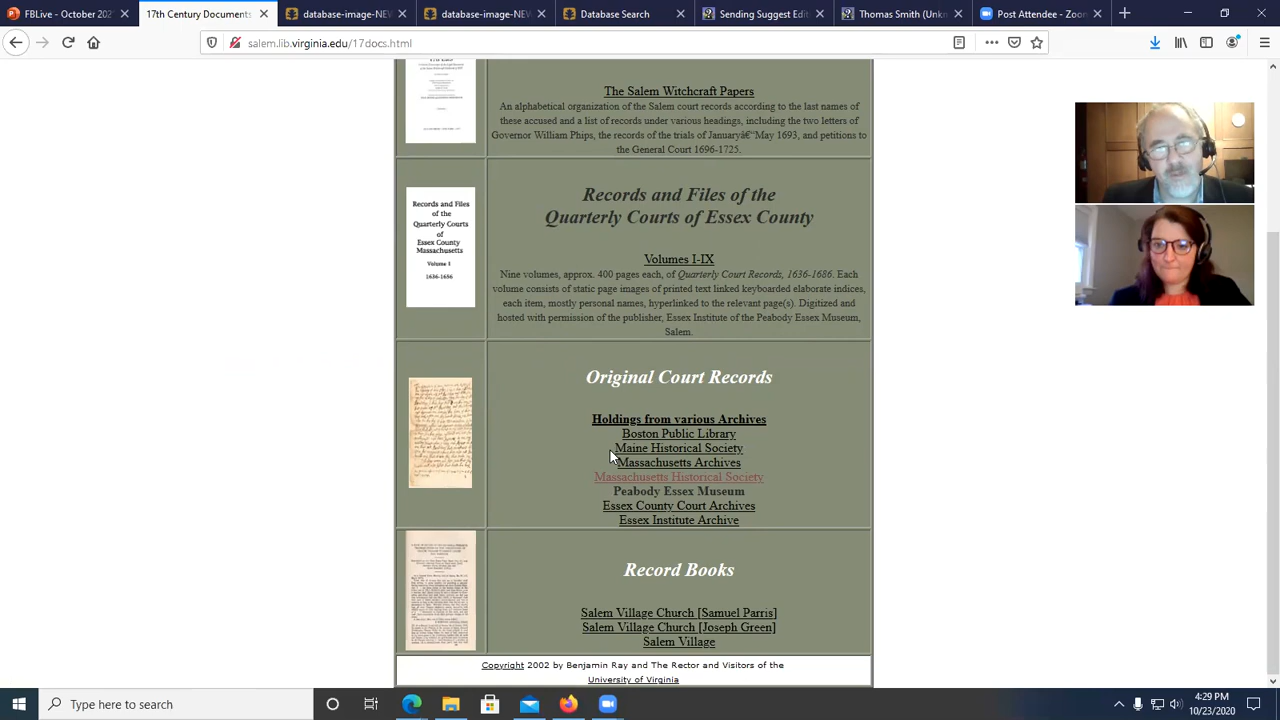 FBLive - October 202
17th Century Documents
database-image-NEW
database-image-NEW
Database Search
Sending Suggest Edit
Thomas Smith (Unkn
Post Attendee - Zoom
salem.lib.virginia.edu/17docs.html
The Salem Witchcraft Papers
An alphabetical organization of the Salem court records according to the last names of
these accused and a list of records under various headings, including the two letters of
Governor William Phips, the records of the trials of Januaryâ€“May 1693, and petitions to
the General Court 1696-1725.
Records and Files
of the
Quarterly Courts
of
Essex County
Massachusetts
Volume I
1636-1656
Records and Files of the
Quarterly Courts of Essex County
Volumes I-IX
Nine volumes, approx. 400 pages each, of Quarterly Court Records, 1636-1686. Each
volume consists of static page images of printed text linked keyboarded elaborate indices,
each item, mostly personal names, hyperlinked to the relevant page(s). Digitized and
hosted with permission of the publisher, Essex Institute of the Peabody Essex Museum,
Salem.
Original Court Records
Holdings from various Archives
Boston Public Library
Maine Historical Society
Massachusetts Archives
Massachusetts Historical Society
Peabody Essex Museum
Essex County Court Archives
Essex Institute Archive
Record Books
Salem Village Church [Samuel Parris]
Salem Village Church [Joseph Green]
Salem Village
Copyright 2002 by Benjamin Ray and The Rector and Visitors of the
University of Virginia
Type here to search
4:29 PM
10/23/2020